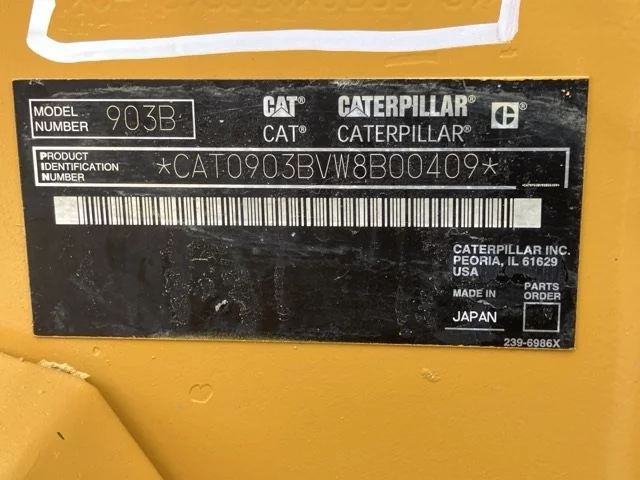 MODEL NUMBER 903B
CAT® CATERPILLAR® C
CAT® CATERPILLAR®
PRODUCT IDENTIFICATION NUMBER *CAT0903BVW8B00409*
CATERPILLAR INC.
PEORIA, IL 61629
USA
MADE IN JAPAN
PARTS ORDER
239-6986X